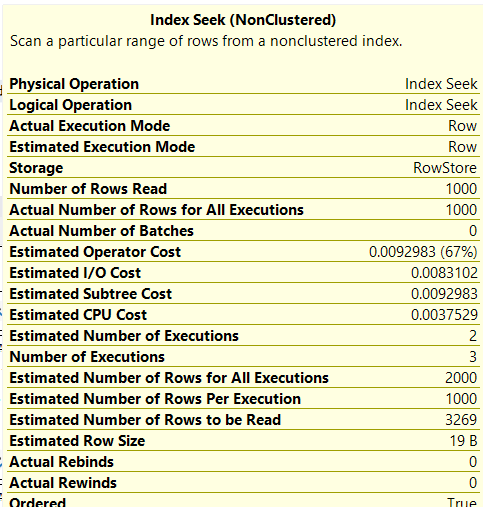 Index Seek (NonClustered)
Scan a particular range of rows from a nonclustered index.
Physical Operation Index Seek
Logical Operation Index Seek
Actual Execution Mode Row
Estimated Execution Mode Row
Storage RowStore
Number of Rows Read 1000
Actual Number of Rows for All Executions 1000
Actual Number of Batches 0
Estimated Operator Cost 0.0092983 (67%)
Estimated I/O Cost 0.0083102
Estimated Subtree Cost 0.0092983
Estimated CPU Cost 0.0037529
Estimated Number of Executions 2
Number of Executions 3
Estimated Number of Rows for All Executions 2000
Estimated Number of Rows Per Execution 1000
Estimated Number of Rows to be Read 3269
Estimated Row Size 19 B
Actual Rebinds 0
Actual Rewinds 0
Ordered True